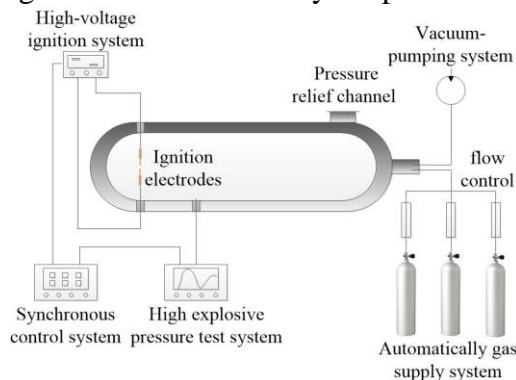 High-voltage
ignition system
Vacuum-
pumping system
Pressure
relief channel
Ignition
electrodes
flow
control
Synchronous
control system
High explosive
pressure test system
Automatically gas
supply system